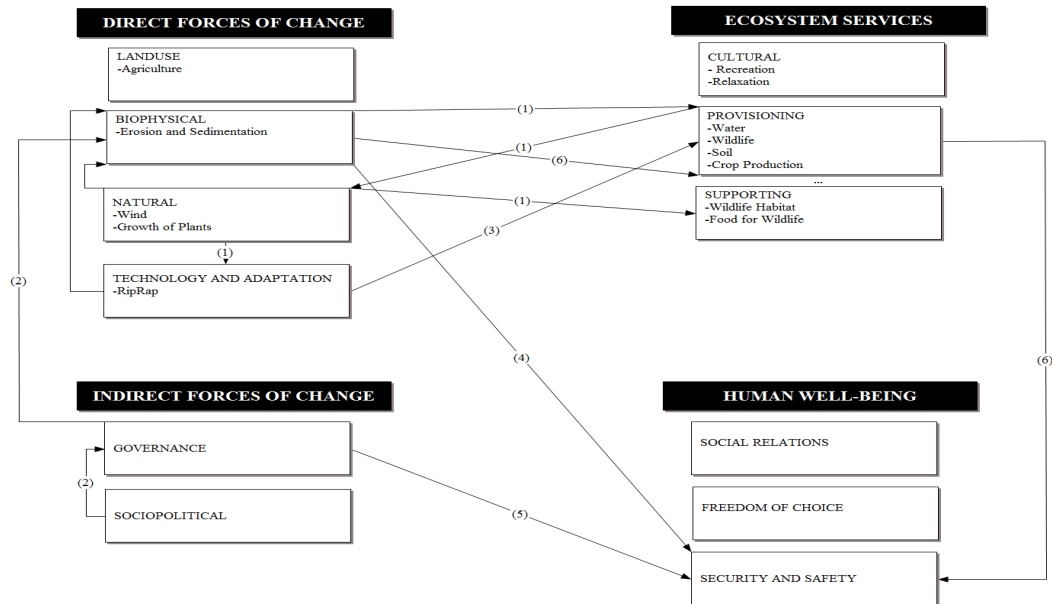 DIRECT FORCES OF CHANGE
LANDUSE
-Agriculture
BIOPHYSICAL
-Erosion and Sedimentation
NATURAL
-Wind
-Growth of Plants
(1)
TECHNOLOGY AND ADAPTATION
-RipRap
(2)
ECOSYSTEM SERVICES
CULTURAL
- Recreation
-Relaxation
PROVISIONING
-Water
-Wildlife
-Soil
-Crop Production
...
SUPPORTING
-Wildlife Habitat
-Food for Wildlife
(1)
(1)
(6)
(1)
(3)
(4)
(6)
INDIRECT FORCES OF CHANGE
GOVERNANCE
(2)
SOCIOPOLITICAL
(5)
HUMAN WELL-BEING
SOCIAL RELATIONS
FREEDOM OF CHOICE
SECURITY AND SAFETY